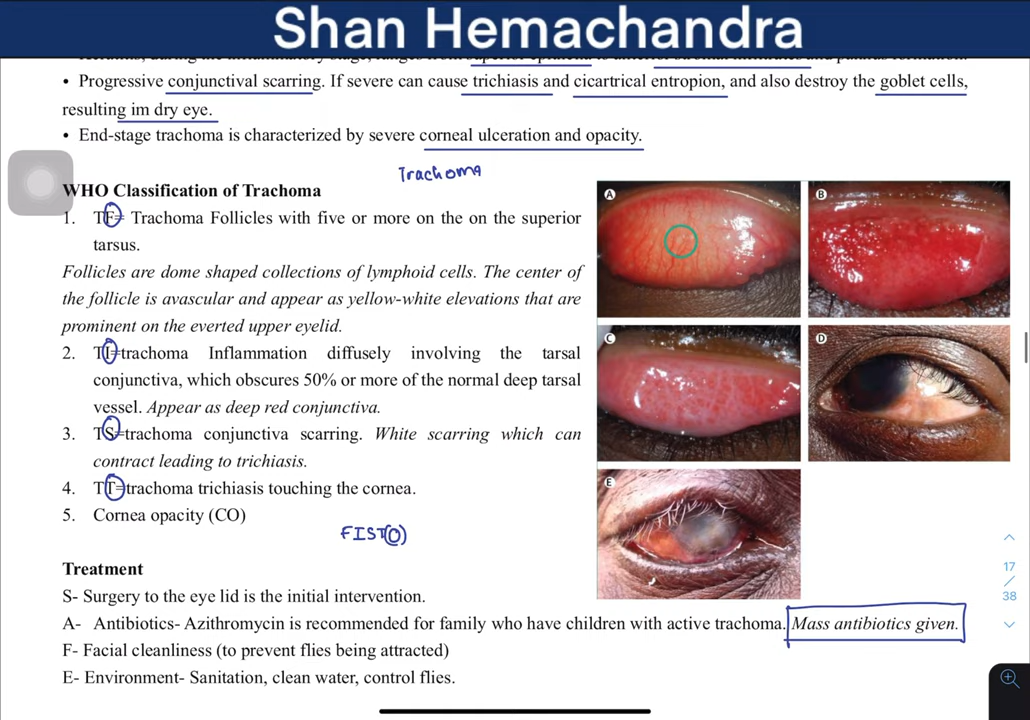 Shan Hemachandra
• Progressive conjunctival scarring. If severe can cause trichiasis and cicartrical entropion, and also destroy the goblet cells,
resulting im dry eye.
• End-stage trachoma is characterized by severe corneal ulceration and opacity.
Trachoma
WHO Classification of Trachoma
1. TF= Trachoma Follicles with five or more on the on the superior
tarsus.
Follicles are dome shaped collections of lymphoid cells. The center of
the follicle is avascular and appear as yellow-white elevations that are
prominent on the everted upper eyelid.
2. TI=trachoma Inflammation diffusely involving the tarsal
conjunctiva, which obscures 50% or more of the normal deep tarsal
vessel. Appear as deep red conjunctiva.
3. TS=trachoma conjunctiva scarring. White scarring which can
contract leading to trichiasis.
4. TT=trachoma trichiasis touching the cornea.
5. Cornea opacity (CO)
FISTO
A
B
C
D
E
Treatment
S- Surgery to the eye lid is the initial intervention.
A- Antibiotics- Azithromycin is recommended for family who have children with active trachoma. Mass antibiotics given.
F- Facial cleanliness (to prevent flies being attracted)
E- Environment- Sanitation, clean water, control flies.
17
/
38